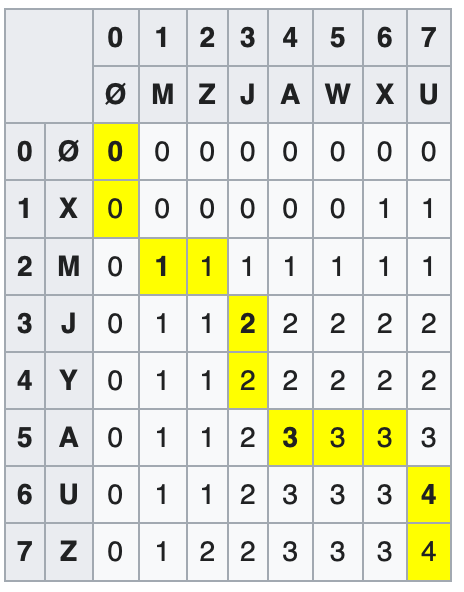 0 1 2 3 4 5 6 7
Ø M Z J A W X U
0 Ø 0 0 0 0 0 0 0 0
1 X 0 0 0 0 0 0 1 1
2 M 0 1 1 1 1 1 1 1
3 J 0 1 1 2 2 2 2 2
4 Y 0 1 1 2 2 2 2 2
5 A 0 1 1 2 3 3 3 3
6 U 0 1 1 2 3 3 3 4
7 Z 0 1 2 2 3 3 3 4